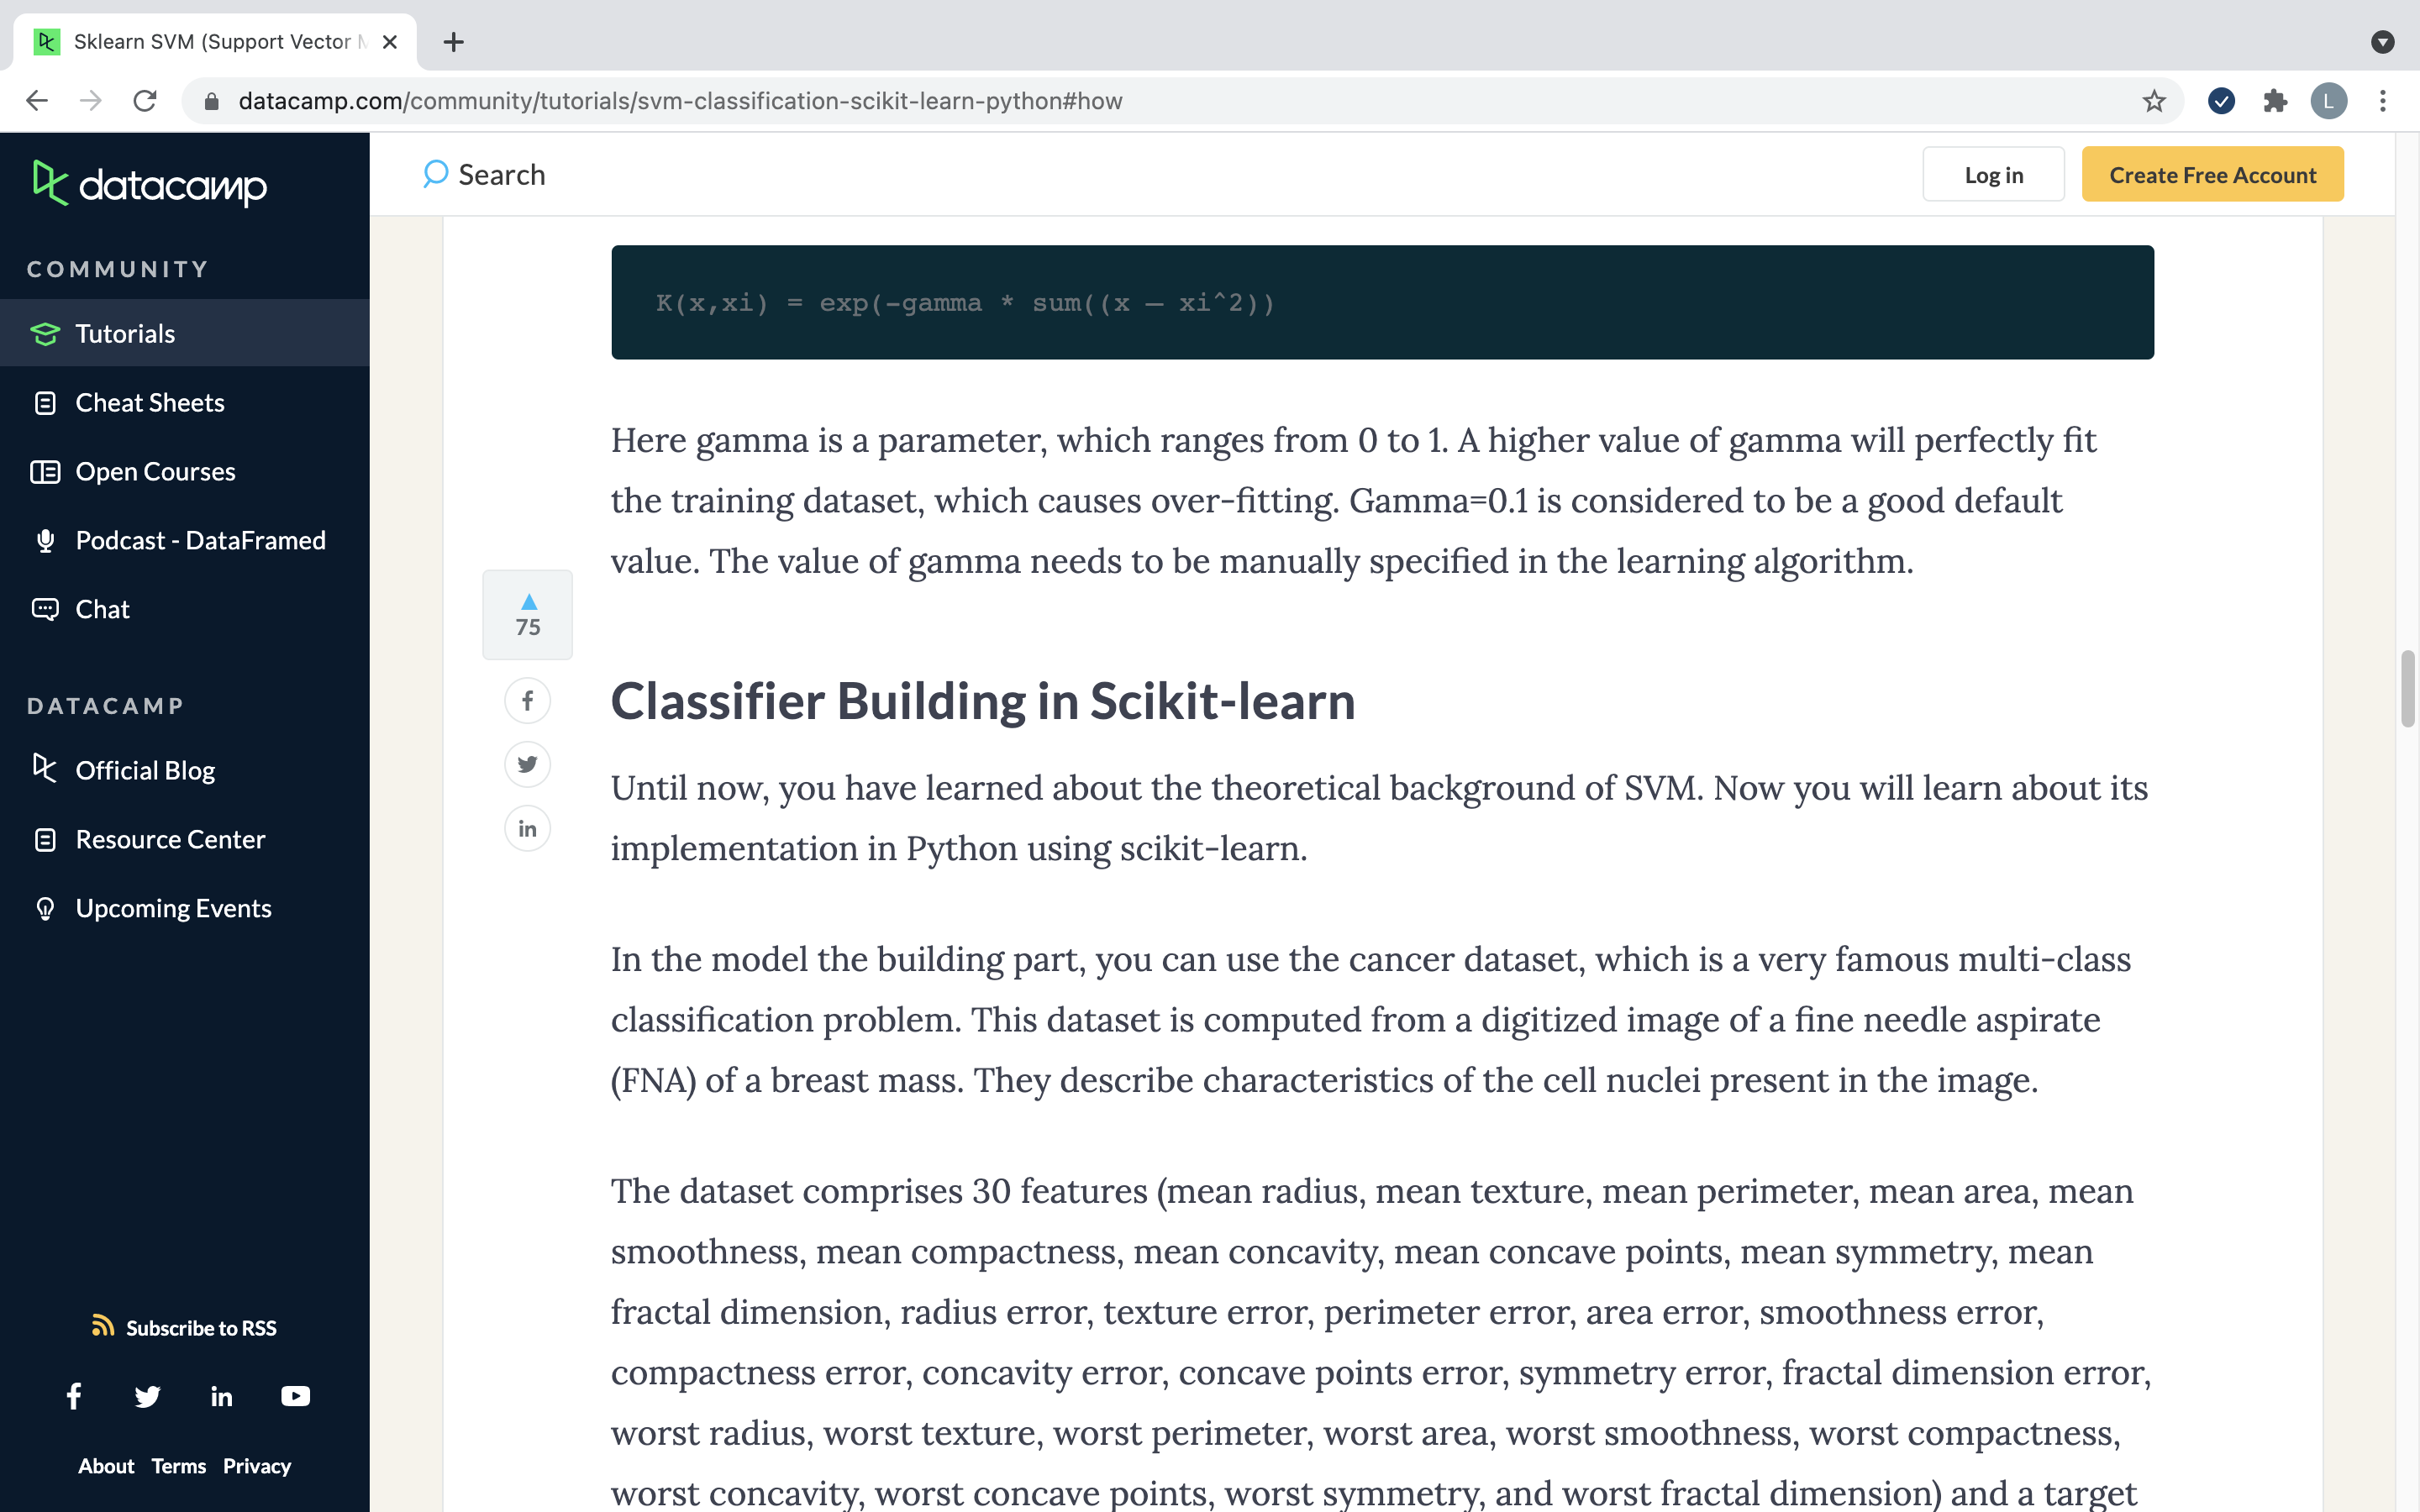 Sklearn SVM (Support Vector M
datacamp.com/community/tutorials/svm-classification-scikit-learn-python#how
L
datacamp
COMMUNITY
Tutorials
Cheat Sheets
Open Courses
Podcast - DataFramed
Chat
DATACAMP
Official Blog
Resource Center
Upcoming Events
Subscribe to RSS
About Terms Privacy
Search
Log in
Create Free Account
K(x,xi) = exp(-gamma * sum((x – xi^2))
Here gamma is a parameter, which ranges from 0 to 1. A higher value of gamma will perfectly fit
the training dataset, which causes over-fitting. Gamma=0.1 is considered to be a good default
value. The value of gamma needs to be manually specified in the learning algorithm.
75
Classifier Building in Scikit-learn
Until now, you have learned about the theoretical background of SVM. Now you will learn about its
implementation in Python using scikit-learn.
In the model the building part, you can use the cancer dataset, which is a very famous multi-class
classification problem. This dataset is computed from a digitized image of a fine needle aspirate
(FNA) of a breast mass. They describe characteristics of the cell nuclei present in the image.
The dataset comprises 30 features (mean radius, mean texture, mean perimeter, mean area, mean
smoothness, mean compactness, mean concavity, mean concave points, mean symmetry, mean
fractal dimension, radius error, texture error, perimeter error, area error, smoothness error,
compactness error, concavity error, concave points error, symmetry error, fractal dimension error,
worst radius, worst texture, worst perimeter, worst area, worst smoothness, worst compactness,
worst concavity, worst concave points, worst symmetry, and worst fractal dimension) and a target